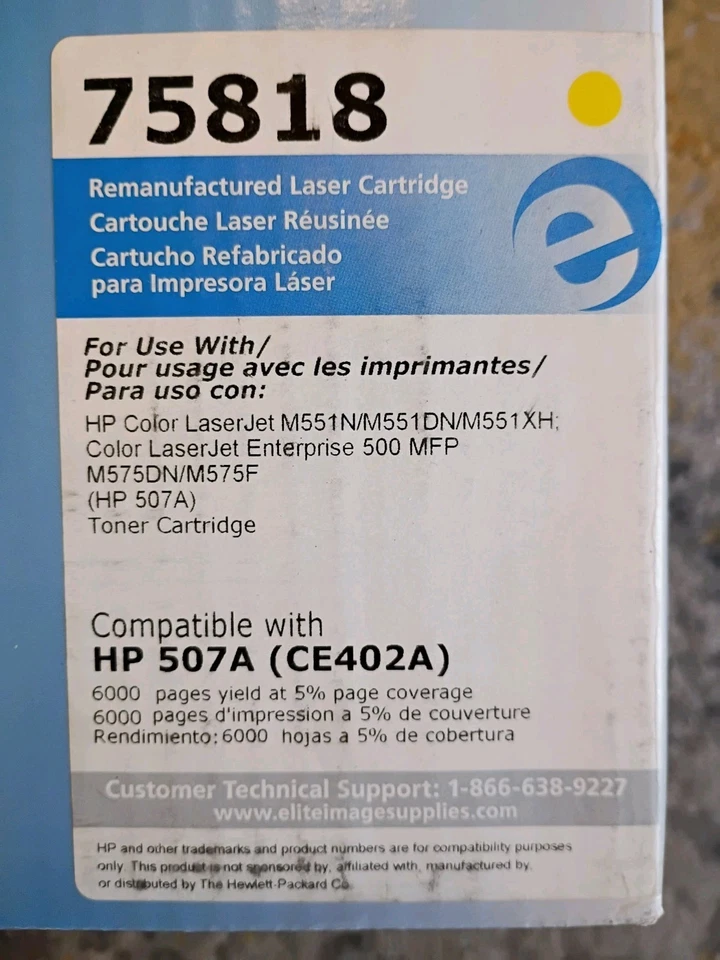 75818
Remanufactured Laser Cartridge
Cartouche Laser Réusinée
Cartucho Refabricado
para Impresora Láser
e
For Use With/
Pour usage avec les imprimantes/
Para uso con:
HP Color LaserJet M551N/M551DN/M551XH;
Color LaserJet Enterprise 500 MFP
M575DN/M575F
(HP 507A)
Toner Cartridge
Compatible with
HP 507A (CE402A)
6000 pages yield at 5% page coverage
6000 pages d'impression a 5% de couverture
Rendimiento: 6000 hojas a 5% de cobertura
Customer Technical Support: 1-866-638-9227
www.eliteimagesupplies.com
HP and other trademarks and product numbers are for compatibility purposes
only. This product is not sponsored by, affiliated with, manufactured by,
or distributed by The Hewlett-Packard Co.